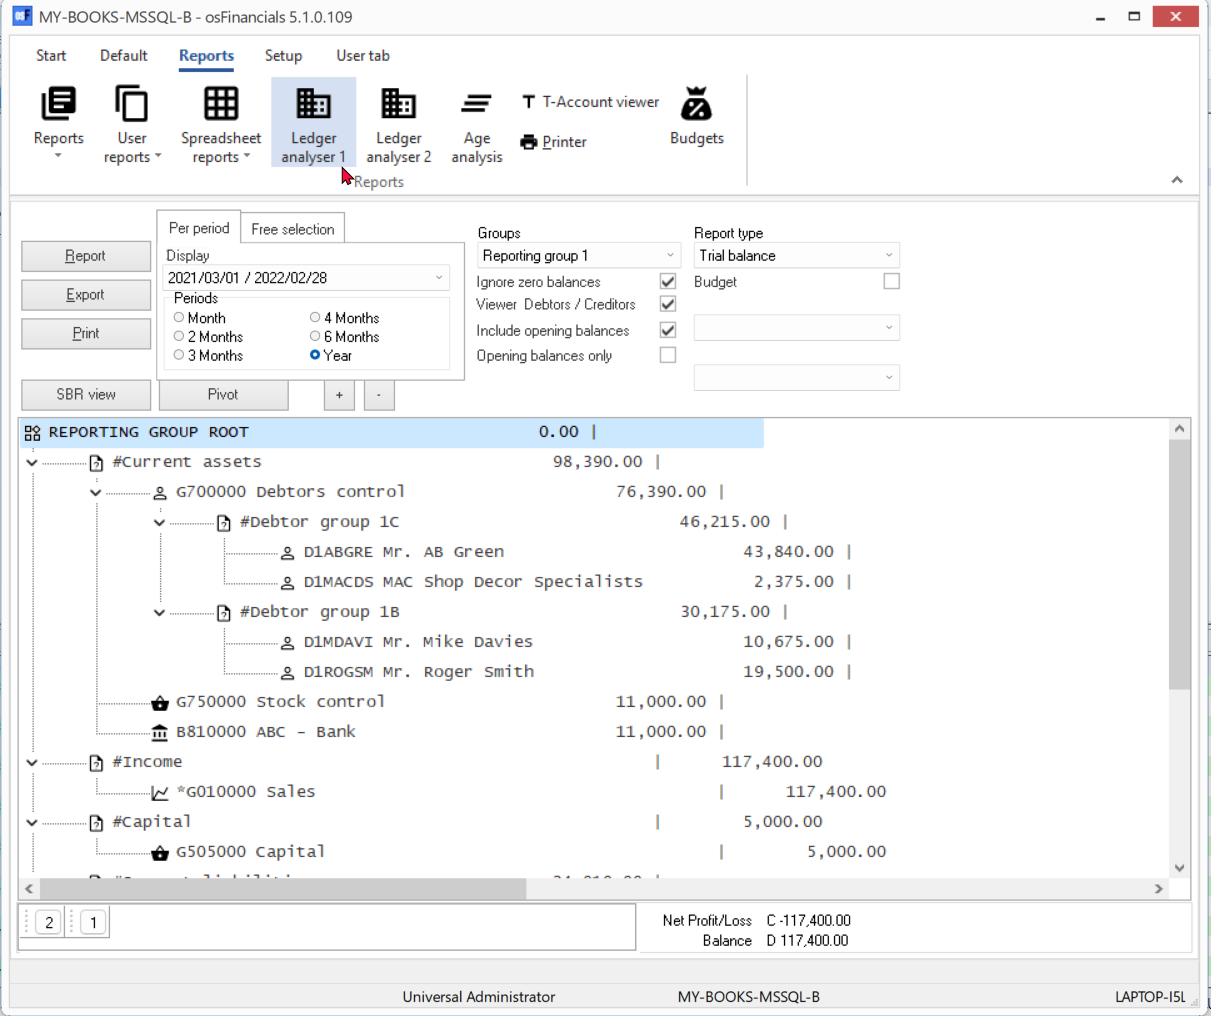 MY-BOOKS-MSSQL-B - osFinancials 5.1.0.109
Start Default Reports Setup User tab
Reports
User reports
Spreadsheet reports
Ledger analyser 1
Ledger analyser 2
Age analysis
T-Account viewer
Printer
Budgets
Reports
Report
Export
Print
SBR view
Pivot
+
-
Per period
Free selection
Display
2021/03/01 / 2022/02/28
Periods
Month
2 Months
3 Months
4 Months
6 Months
Year
Groups
Reporting group 1
Ignore zero balances
Viewer Debtors / Creditors
Include opening balances
Opening balances only
Report type
Trial balance
Budget
REPORTING GROUP ROOT 0.00 |
#Current assets 98,390.00 |
G700000 Debtors control 76,390.00 |
#Debtor group 1C 46,215.00 |
D1ABGRE Mr. AB Green 43,840.00 |
D1MACDS MAC Shop Decor Specialists 2,375.00 |
#Debtor group 1B 30,175.00 |
D1MDAVI Mr. Mike Davies 10,675.00 |
D1ROGSM Mr. Roger Smith 19,500.00 |
G750000 Stock control 11,000.00 |
B810000 ABC - Bank 11,000.00 |
#Income | 117,400.00
*G010000 Sales | 117,400.00
#Capital | 5,000.00
G505000 Capital | 5,000.00
2 1
Net Profit/Loss C -117,400.00
Balance D 117,400.00
Universal Administrator MY-BOOKS-MSSQL-B LAPTOP-I5L